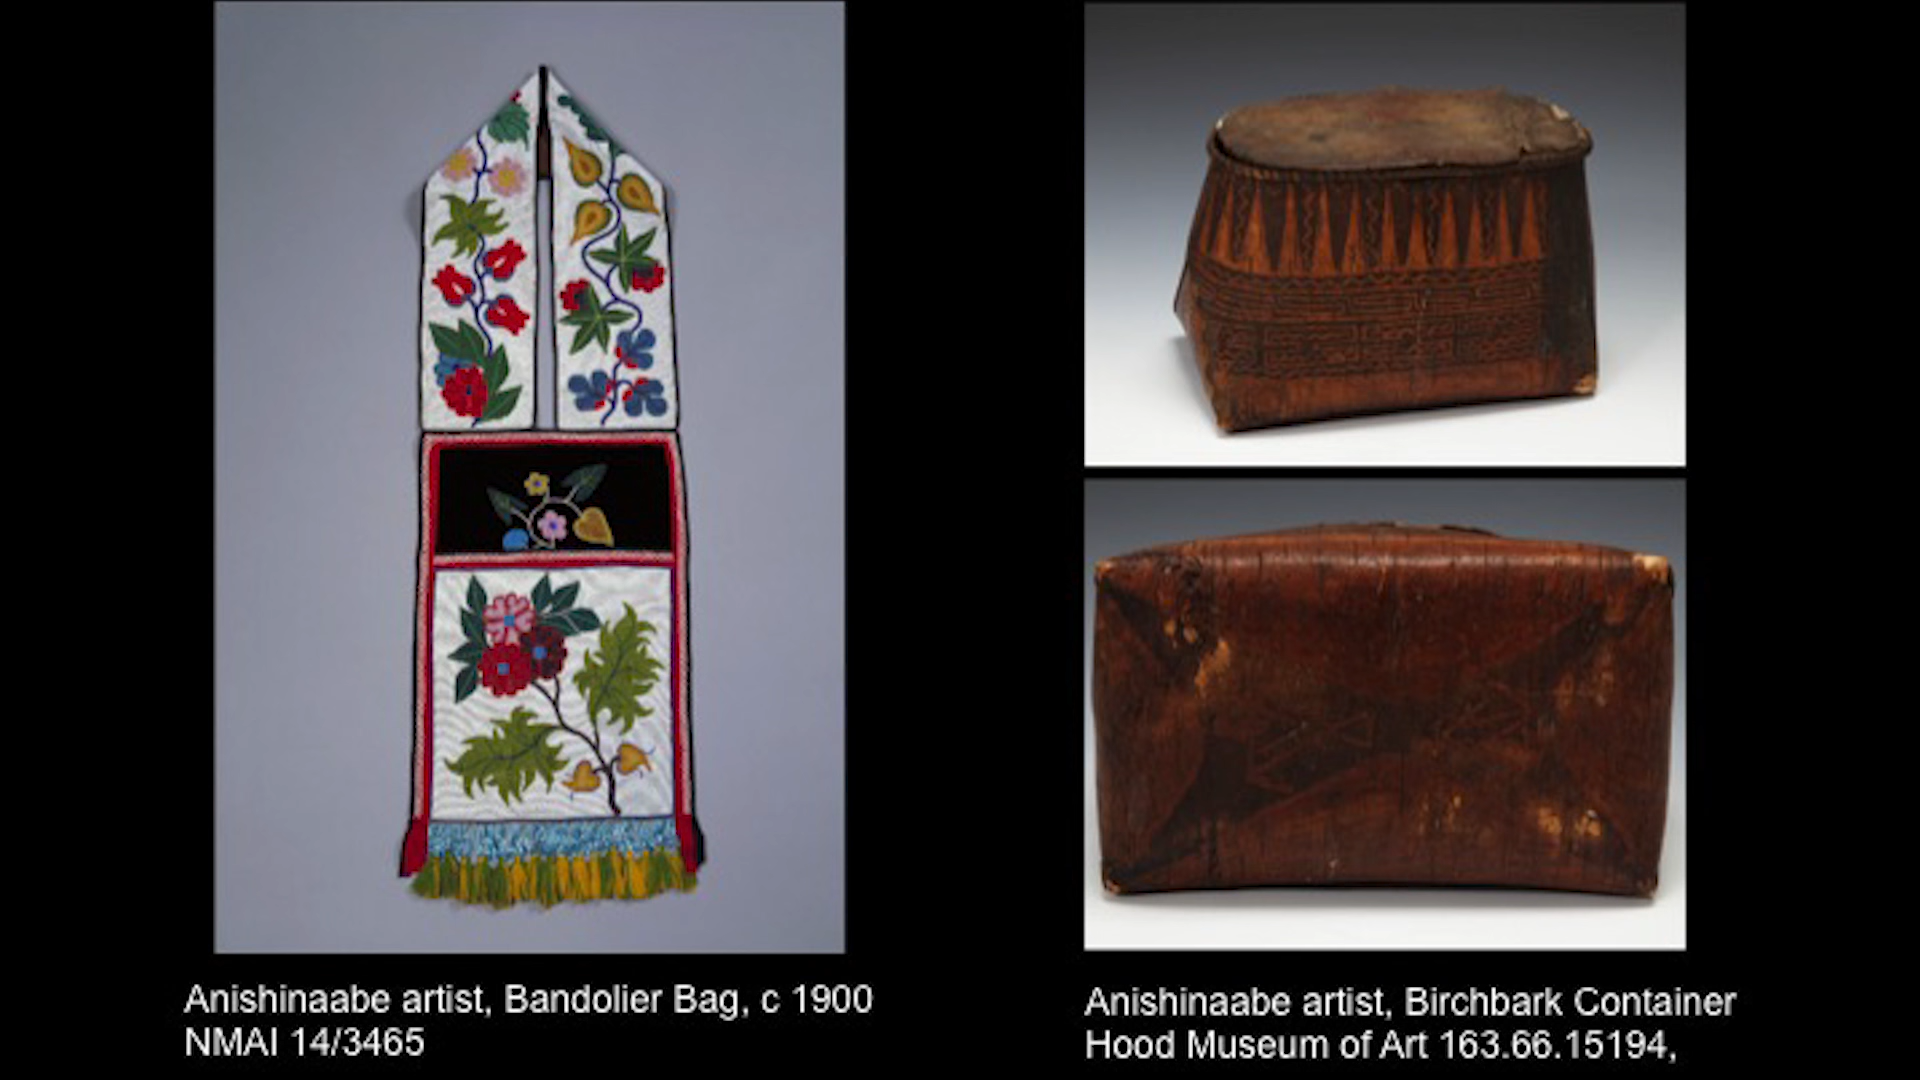 Anishinaabe artist, Bandolier Bag, c 1900
NMAI 14/3465
Anishinaabe artist, Birchbark Container
Hood Museum of Art 163.66.15194,